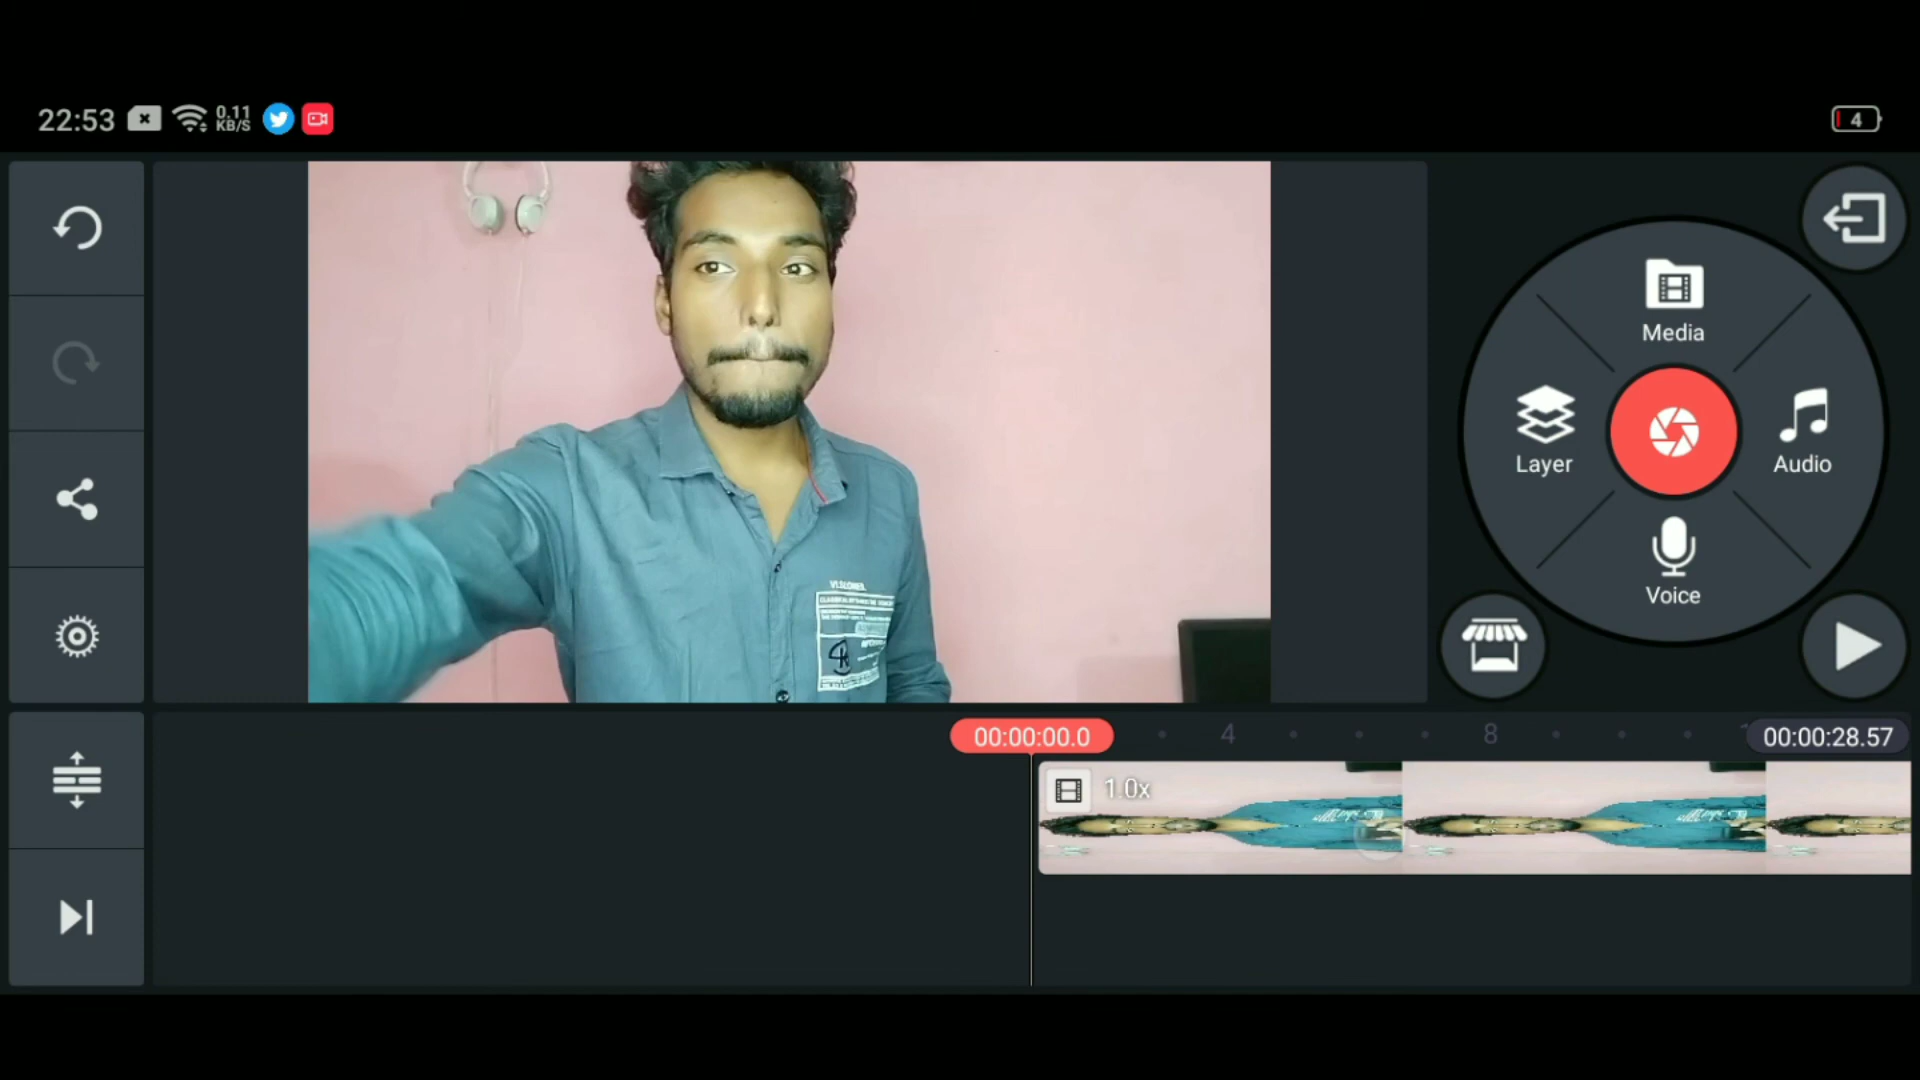 22:53
0.11
KB/S
4
Media
Layer
Audio
Voice
00:00:00.0
4
8
00:00:28.57
1.0x